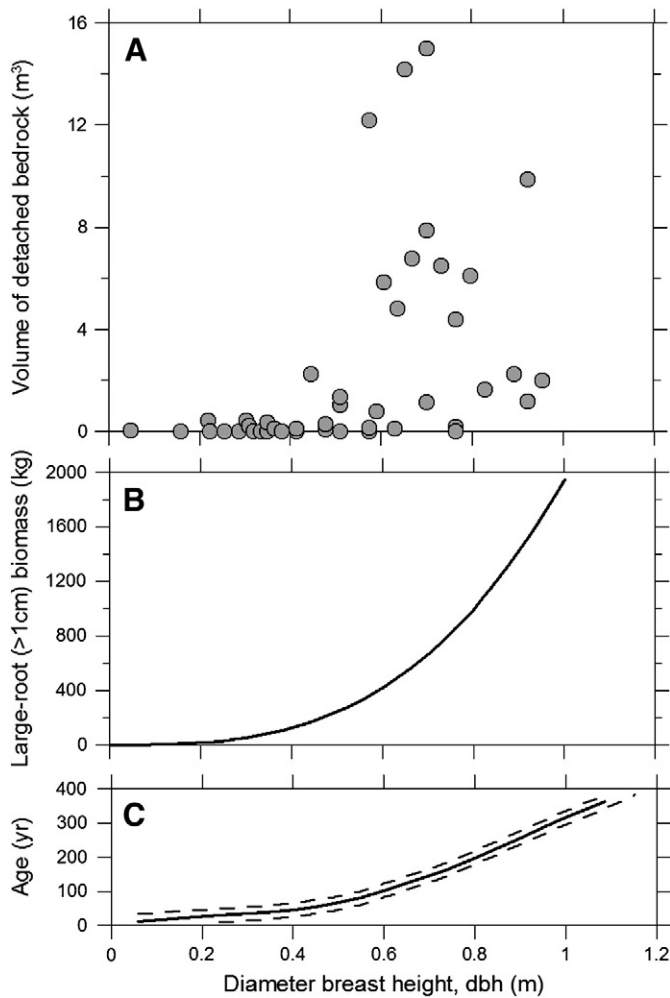 A
Volume of detached bedrock (m³)
16
12
8
4
0
B
Large-root (>1cm) biomass (kg)
2000
1600
1200
800
400
0
C
Age (yr)
400
300
200
100
0
0 0.2 0.4 0.6 0.8 1 1.2
Diameter breast height, dbh (m)